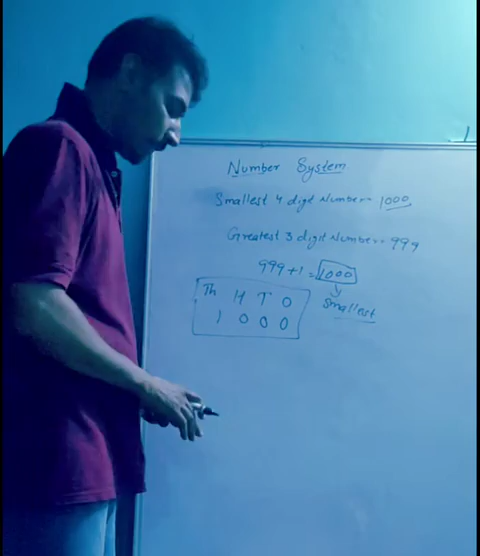 Number System
Smallest 4 digit Number = 1000
Greatest 3 digit Number = 999
999+1 = 1000
Smallest
Th H T O
1 0 0 0